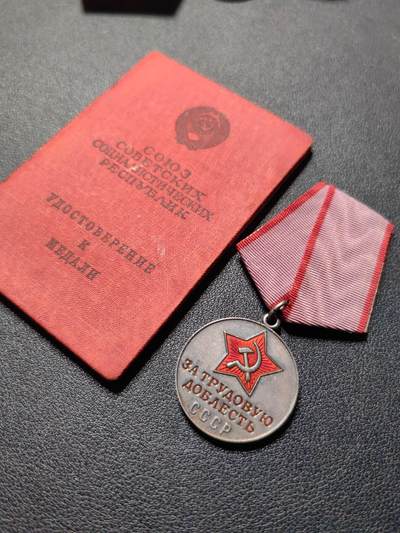 СОЮЗ
СОВЕТСКИХ
СОЦИАЛИСТИЧЕСКИХ
РЕСПУБЛИК
УДОСТОВЕРЕНИЕ
К
МЕДАЛИ
ЗА ТРУДОВУЮ
ДОБЛЕСТЬ
СССР